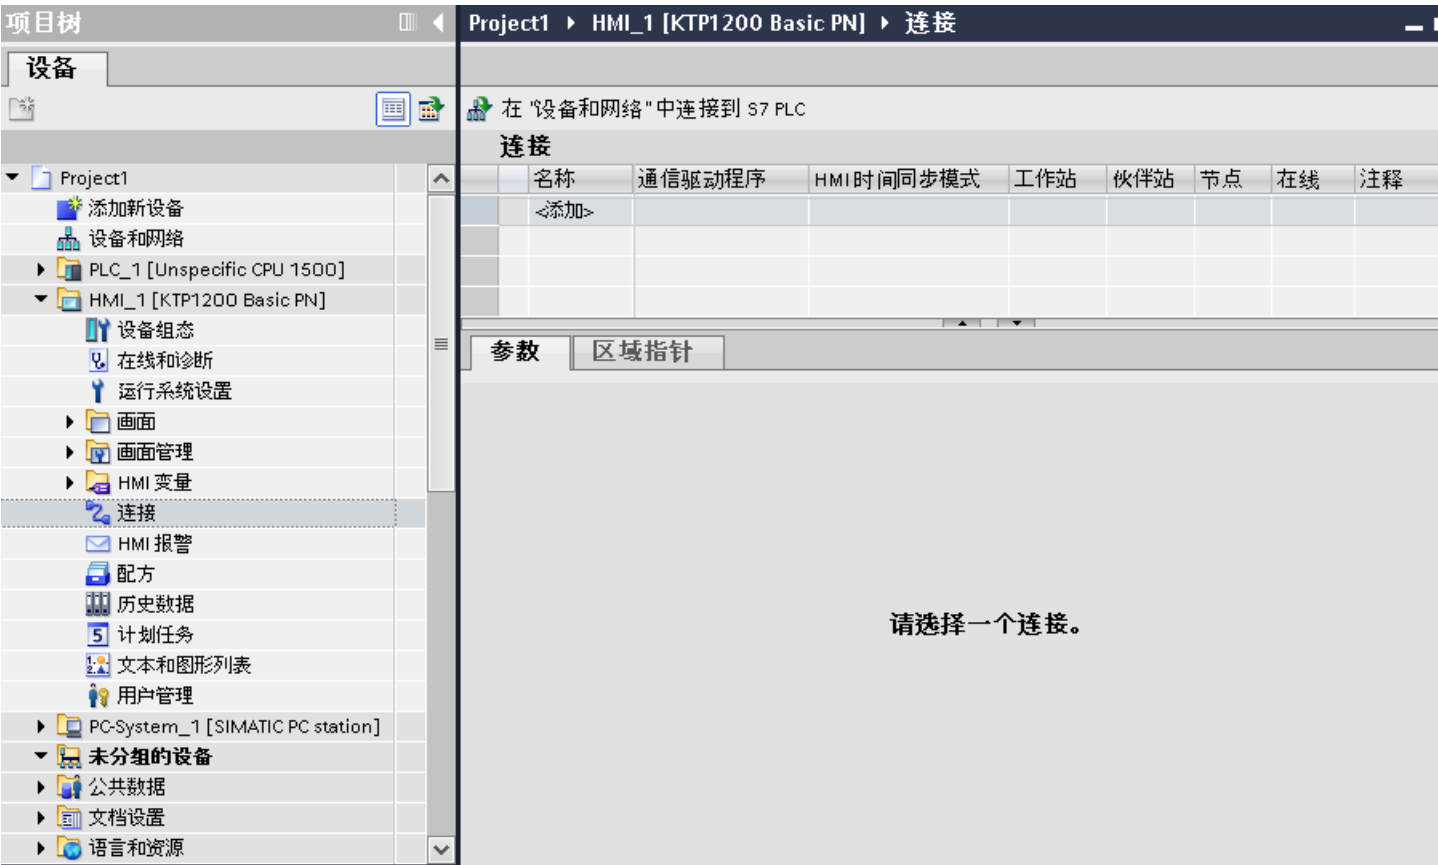 项目树
设备
Project1
添加新设备
设备和网络
PLC_1 [Unspecific CPU 1500]
HMI_1 [KTP1200 Basic PN]
设备组态
在线和诊断
运行系统设置
画面
画面管理
HMI 变量
连接
HMI 报警
配方
历史数据
计划任务
文本和图形列表
用户管理
PC-System_1 [SIMATIC PC station]
未分组的设备
公共数据
文档设置
语言和资源
Project1 HMI_1 [KTP1200 Basic PN] 连接
在 "设备和网络" 中连接到 S7 PLC
连接
名称 通信驱动程序 HMI时间同步模式 工作站 伙伴站 节点 在线 注释
<添加>
参数 区域指针
请选择一个连接。